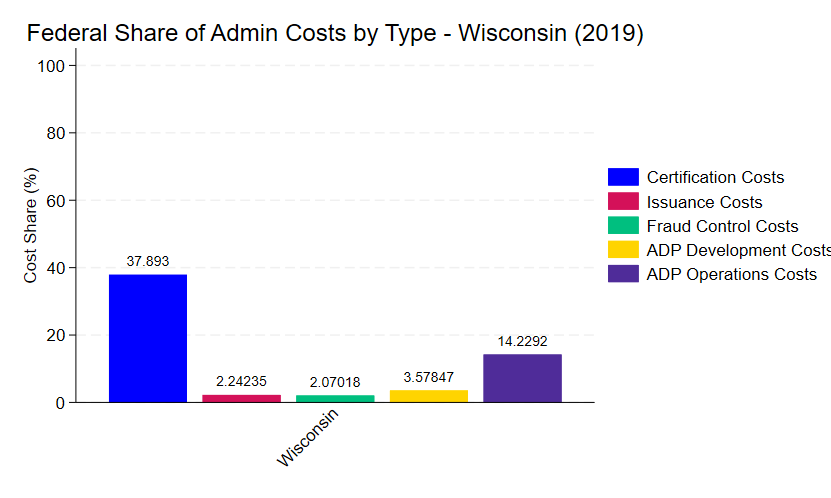 Federal Share of Admin Costs by Type - Wisconsin (2019)
Cost Share (%)
100
80
60
40
20
0
37.893
2.24235
2.07018
3.57847
14.2292
Wisconsin
Certification Costs
Issuance Costs
Fraud Control Costs
ADP Development Costs
ADP Operations Costs